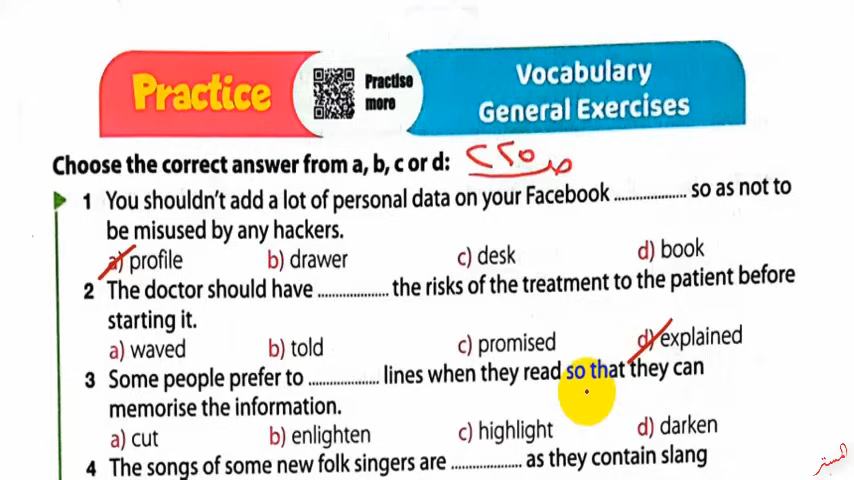 Practice
Practise
more
Vocabulary
General Exercises
Choose the correct answer from a, b, c or d:
1 You shouldn't add a lot of personal data on your Facebook .................... so as not to
be misused by any hackers.
a) profile b) drawer c) desk d) book
2 The doctor should have .................... the risks of the treatment to the patient before
starting it.
a) waved b) told c) promised d) explained
3 Some people prefer to .................... lines when they read so that they can
memorise the information.
a) cut b) enlighten c) highlight d) darken
4 The songs of some new folk singers are .................... as they contain slang
المستر